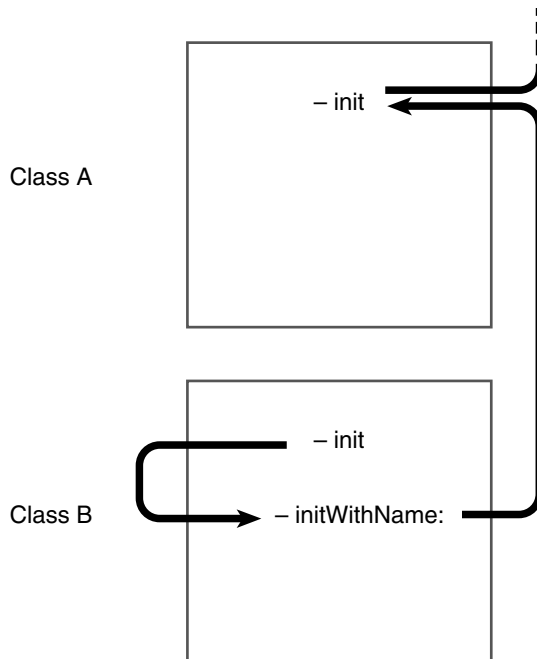 – init
Class A
– init
Class B
– initWithName: